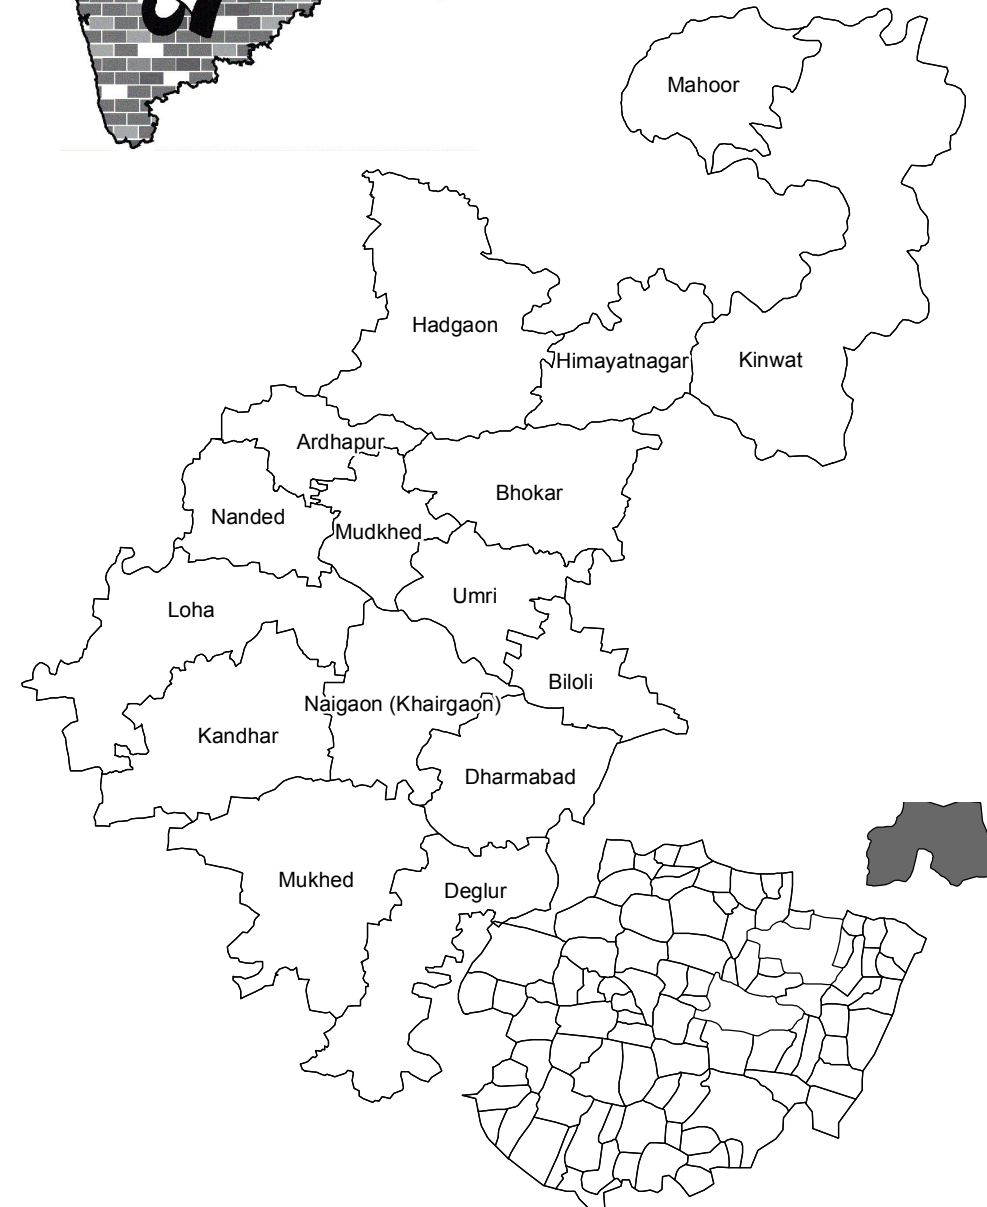 Mahoor
Hadgaon
Himayatnagar
Kinwat
Ardhapur
Bhokar
Nanded
Mudkhed
Umri
Loha
Biloli
Naigaon (Khairgaon)
Kandhar
Dharmabad
Mukhed
Deglur